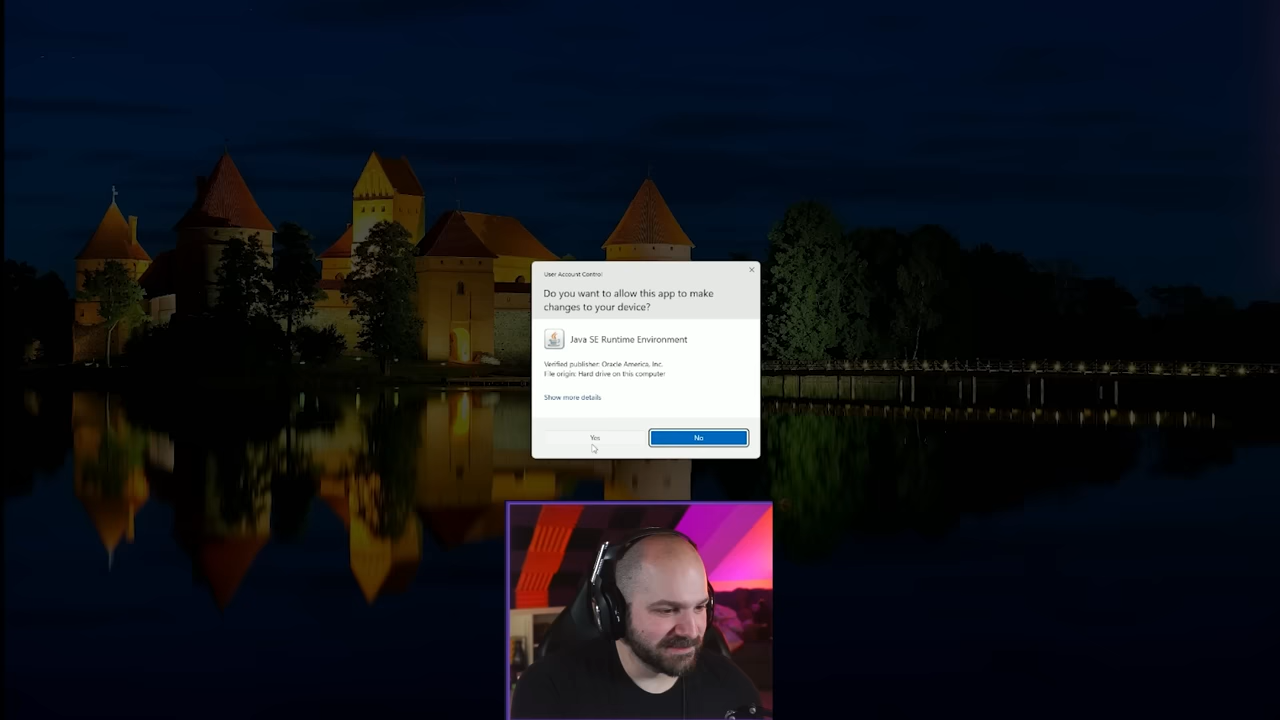 User Account Control
Do you want to allow this app to make
changes to your device?
Java SE Runtime Environment
Verified publisher: Oracle America, Inc.
File origin: Hard drive on this computer
Show more details
Yes
No